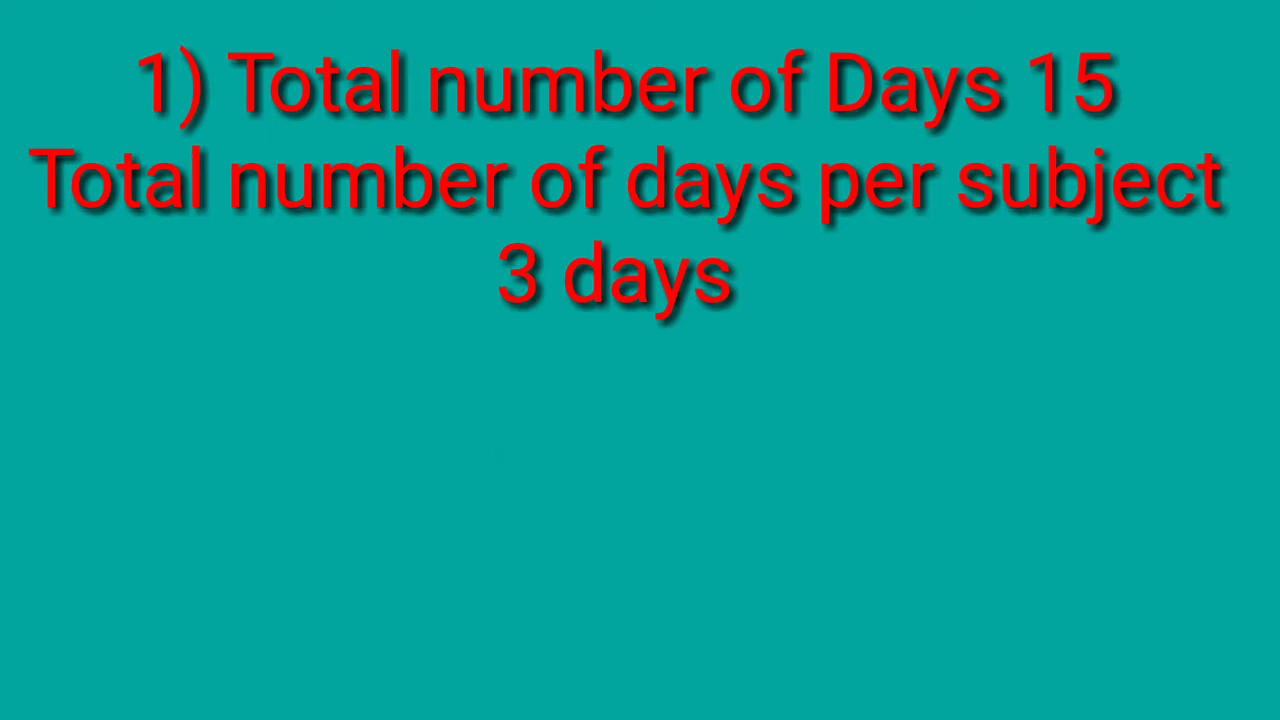 1) Total number of Days 15
Total number of days per subject
3 days